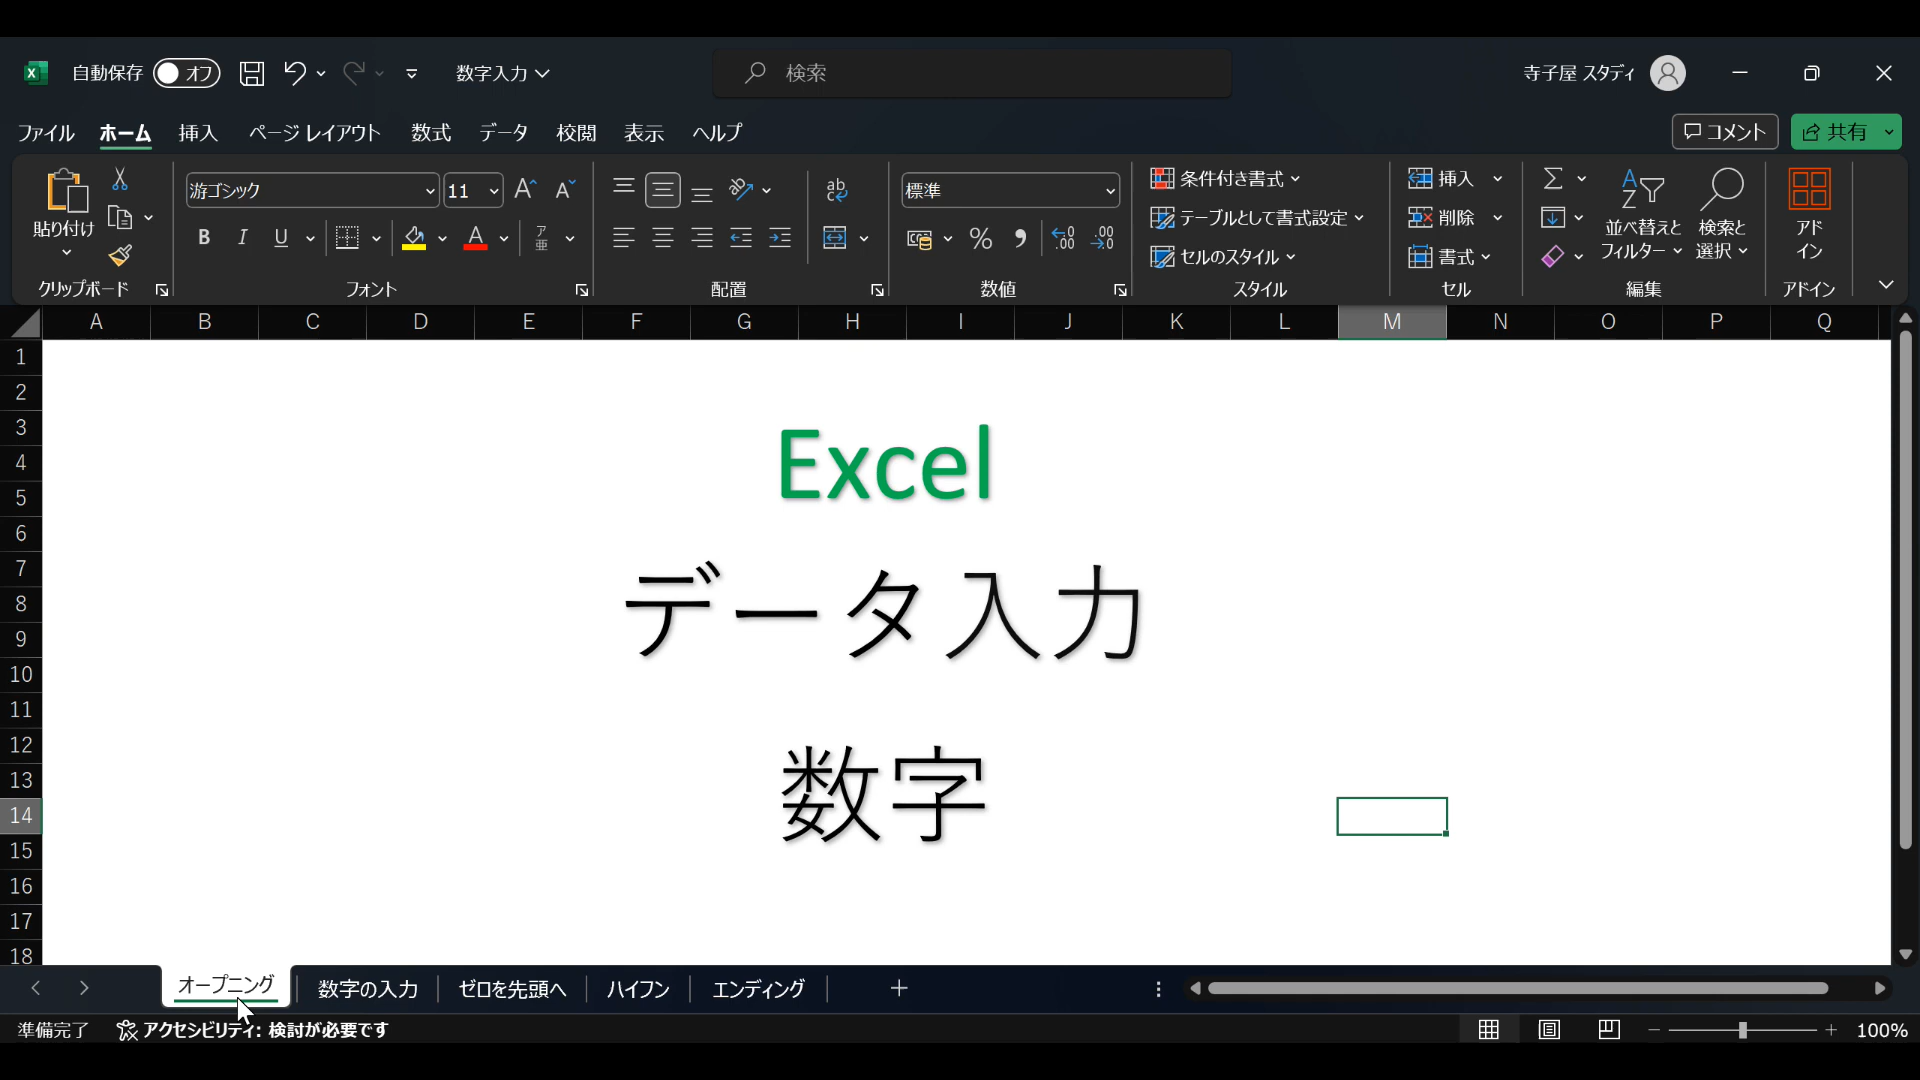 自動保存 オフ 数字入力 検索 寺子屋 スタディ
ファイル ホーム 挿入 ページ レイアウト 数式 データ 校閲 表示 ヘルプ コメント 共有
貼り付け
クリップボード
游ゴシック 11
B I U A ア亜
フォント
ab
配置
標準
% .00 .00
数値
条件付き書式
テーブルとして書式設定
セルのスタイル
スタイル
挿入
削除
書式
セル
並べ替えと
フィルター
検索と
選択
編集
アド
イン
アドイン
A B C D E F G H I J K L M N O P Q
1
2
3
4
5
6
7
8
9
10
11
12
13
14
15
16
17
18
Excel
データ入力
数字
オープニング 数字の入力 ゼロを先頭へ ハイフン エンディング
準備完了 アクセシビリティ: 検討が必要です 100%